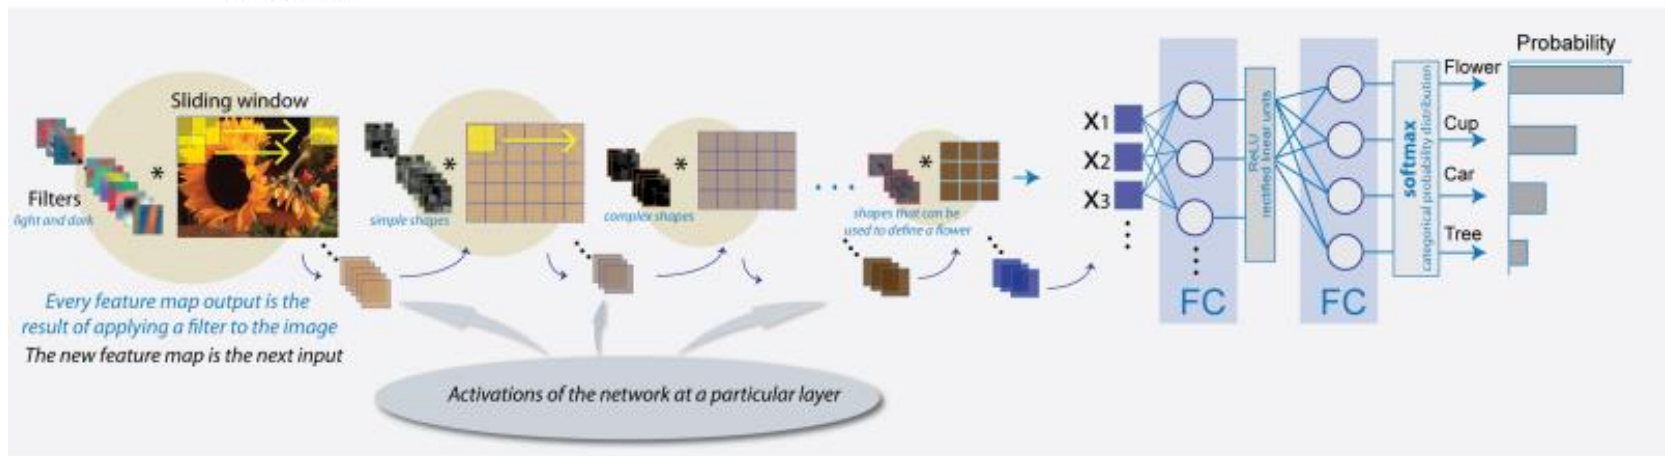 Sliding window
*
Filters
light and dark
Every feature map output is the
result of applying a filter to the image
The new feature map is the next input
*
simple shapes
*
complex shapes
*
shapes that can be
used to define a flower
Activations of the network at a particular layer
X1
X2
X3
FC
ReLU
rectified linear units
FC
softmax
categorical probability distribution
Probability
Flower
Cup
Car
Tree